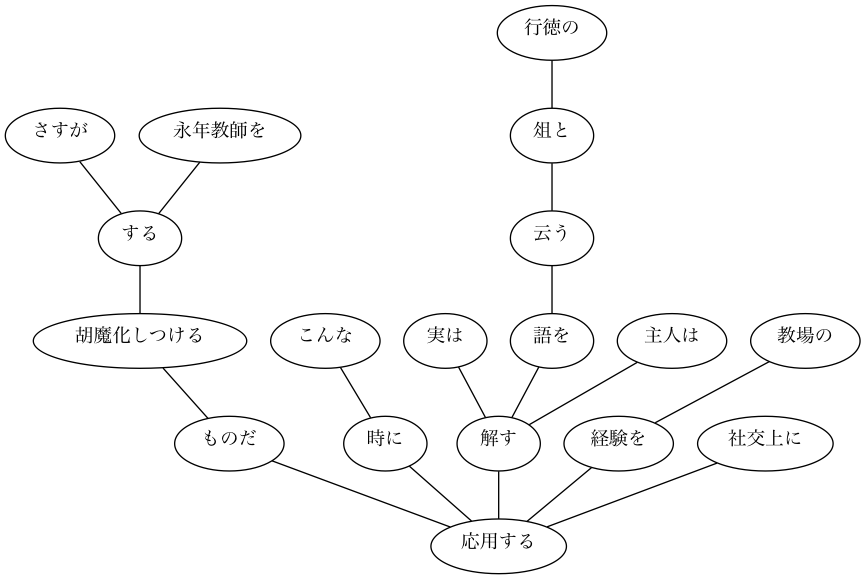 行徳の
さすが
永年教師を
俎と
する
云う
胡魔化しつける
こんな
実は
語を
主人は
教場の
ものだ
時に
解す
経験を
社交上に
応用する